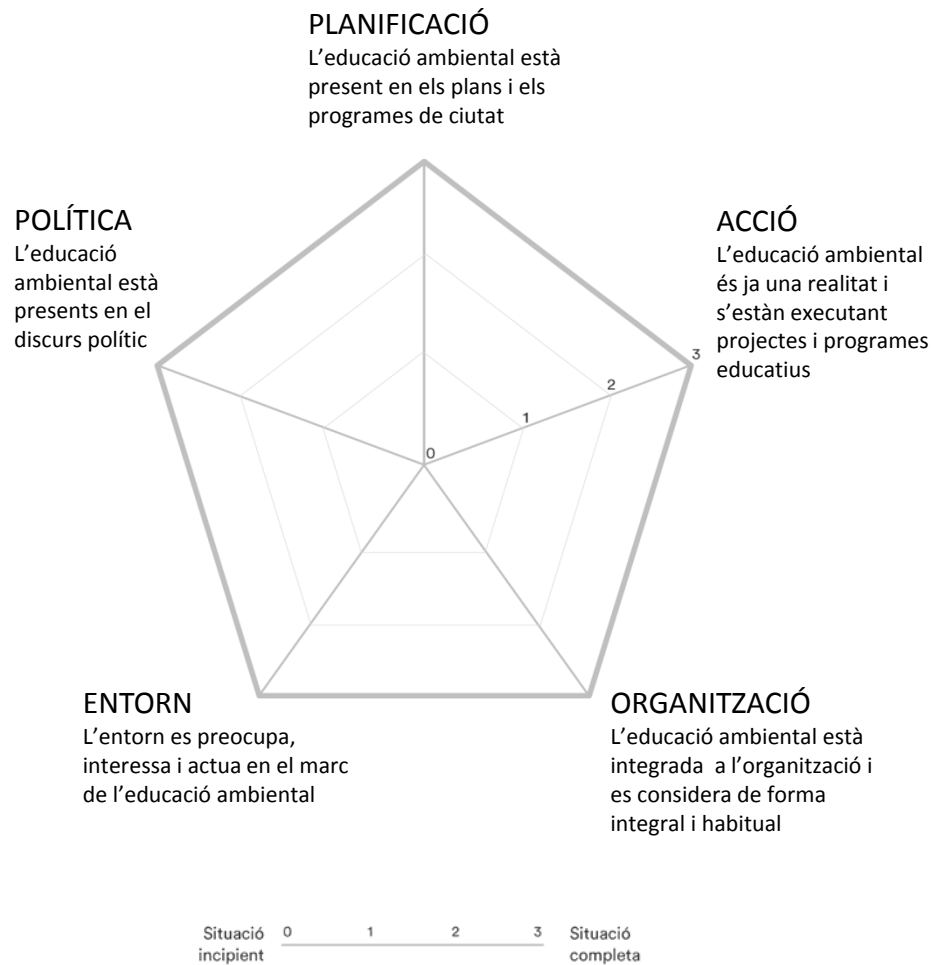 PLANIFICACIÓ
L'educació ambiental està
present en els plans i els
programes de ciutat
POLÍTICA
L'educació
ambiental està
presents en el
discurs polític
ACCIÓ
L'educació ambiental
és ja una realitat i
s'estàn executant
projectes i programes
educatius
3
2
1
0
ENTORN
L'entorn es preocupa,
interessa i actua en el marc
de l'educació ambiental
ORGANITZACIÓ
L'educació ambiental està
integrada  a l'organització i
es considera de forma
integral i habitual
Situació
incipient
0 1 2 3
Situació
completa